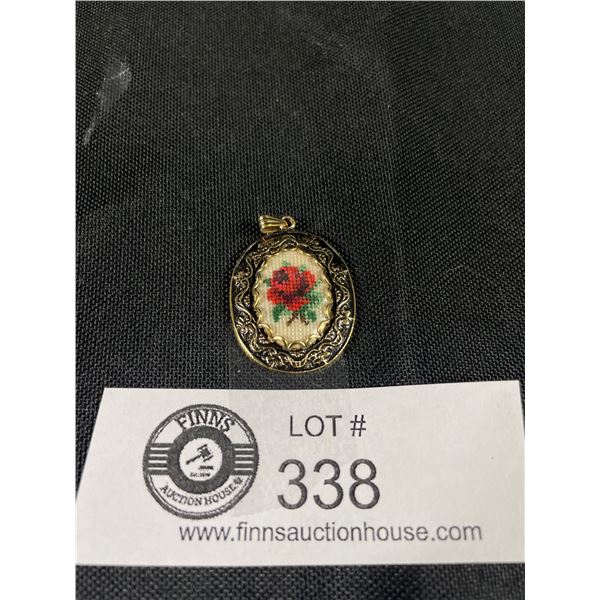 FINNS
AUCTION HOUSE
LOT #
338
www.finnsauctionhouse.com